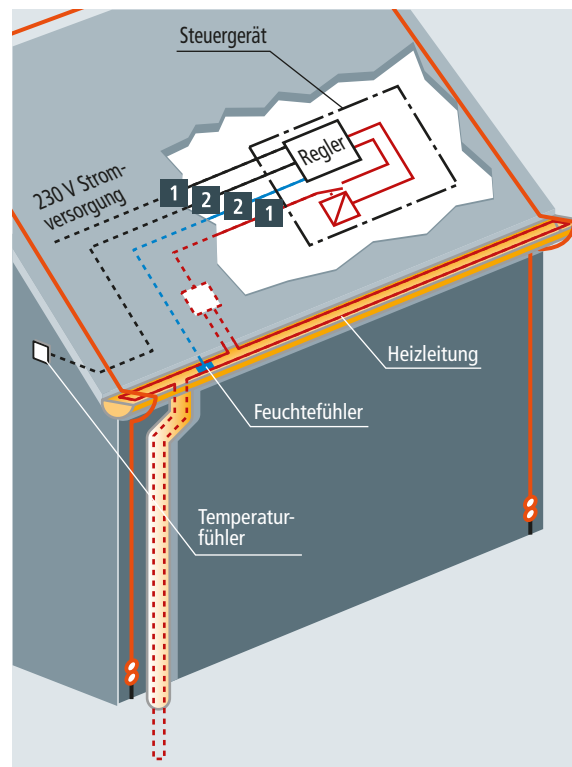 Steuergerät
Regler
230 V Strom-
versorgung
1
2
2
1
Heizleitung
Feuchtefühler
Temperatur-
fühler